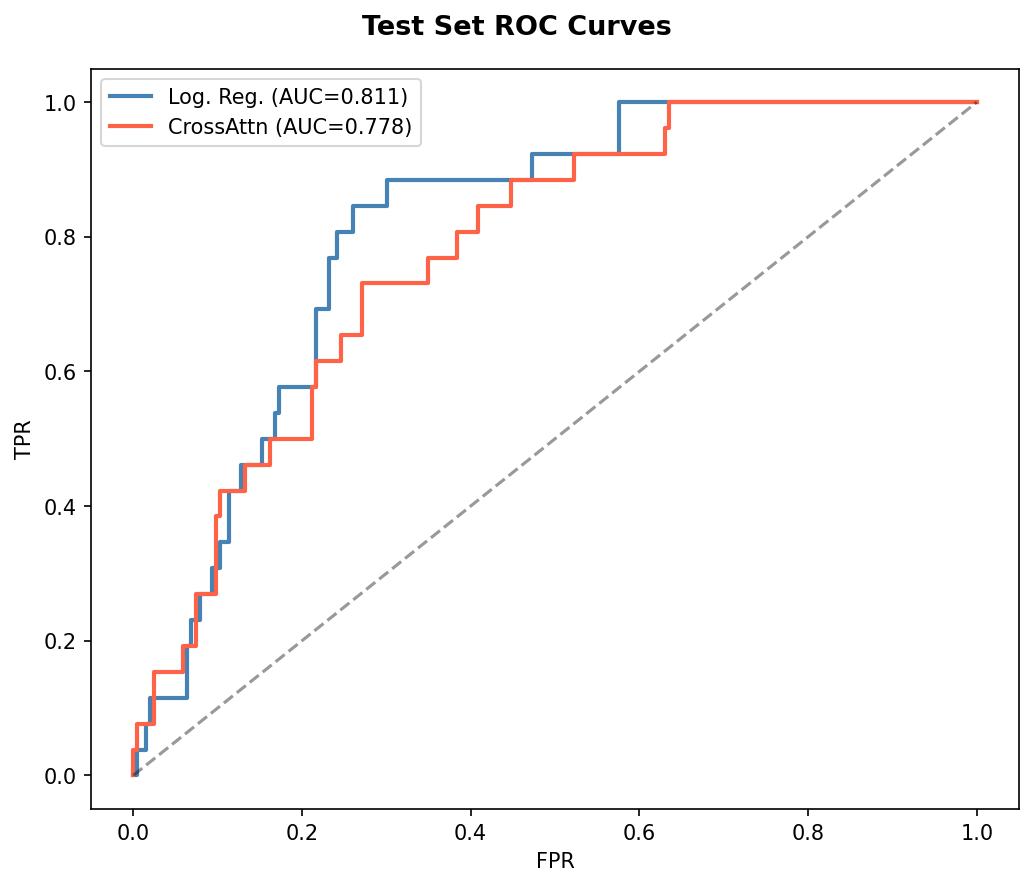 Test Set ROC Curves
Log. Reg. (AUC=0.811)
CrossAttn (AUC=0.778)
1.0
0.8
0.6
0.4
0.2
0.0
TPR
0.0 0.2 0.4 0.6 0.8 1.0
FPR